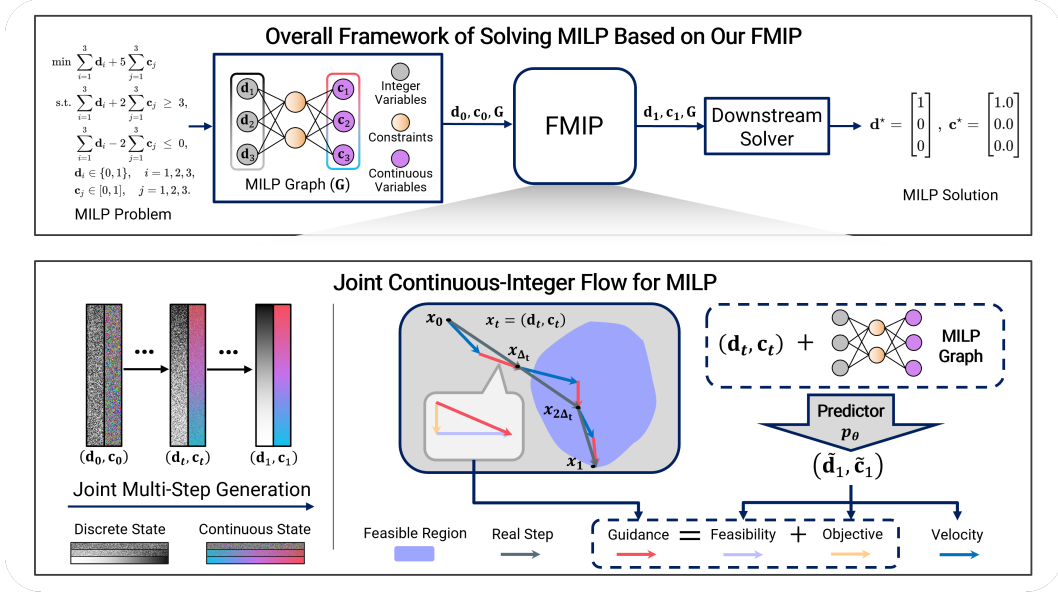 Overall Framework of Solving MILP Based on Our FMIP
min ∑_{i=1}^{3} d_i + 5 ∑_{j=1}^{3} c_j
s.t. ∑_{i=1}^{3} d_i + 2 ∑_{j=1}^{3} c_j ≥ 3,
∑_{i=1}^{3} d_i − 2 ∑_{j=1}^{3} c_j ≤ 0,
d_i ∈ {0, 1}, i = 1, 2, 3,
c_j ∈ [0, 1], j = 1, 2, 3.
MILP Problem
d_1 c_1
d_2 c_2
d_3 c_3
MILP Graph (G)
Integer
Variables
Constraints
Continuous
Variables
d_0, c_0, G
FMIP
d_1, c_1, G
Downstream
Solver
d* = [1 0 0] , c* = [1.0 0.0 0.0]
MILP Solution
Joint Continuous-Integer Flow for MILP
••• •••
(d_0, c_0) (d_t, c_t) (d_1, c_1)
Joint Multi-Step Generation
Discrete State Continuous State
x_0
x_t = (d_t, c_t)
x_{Δ_t}
x_{2Δ_t}
x_1
(d_t, c_t) +
MILP
Graph
Predictor
p_θ
(d̃_1, c̃_1)
Feasible Region Real Step Guidance = Feasibility + Objective Velocity